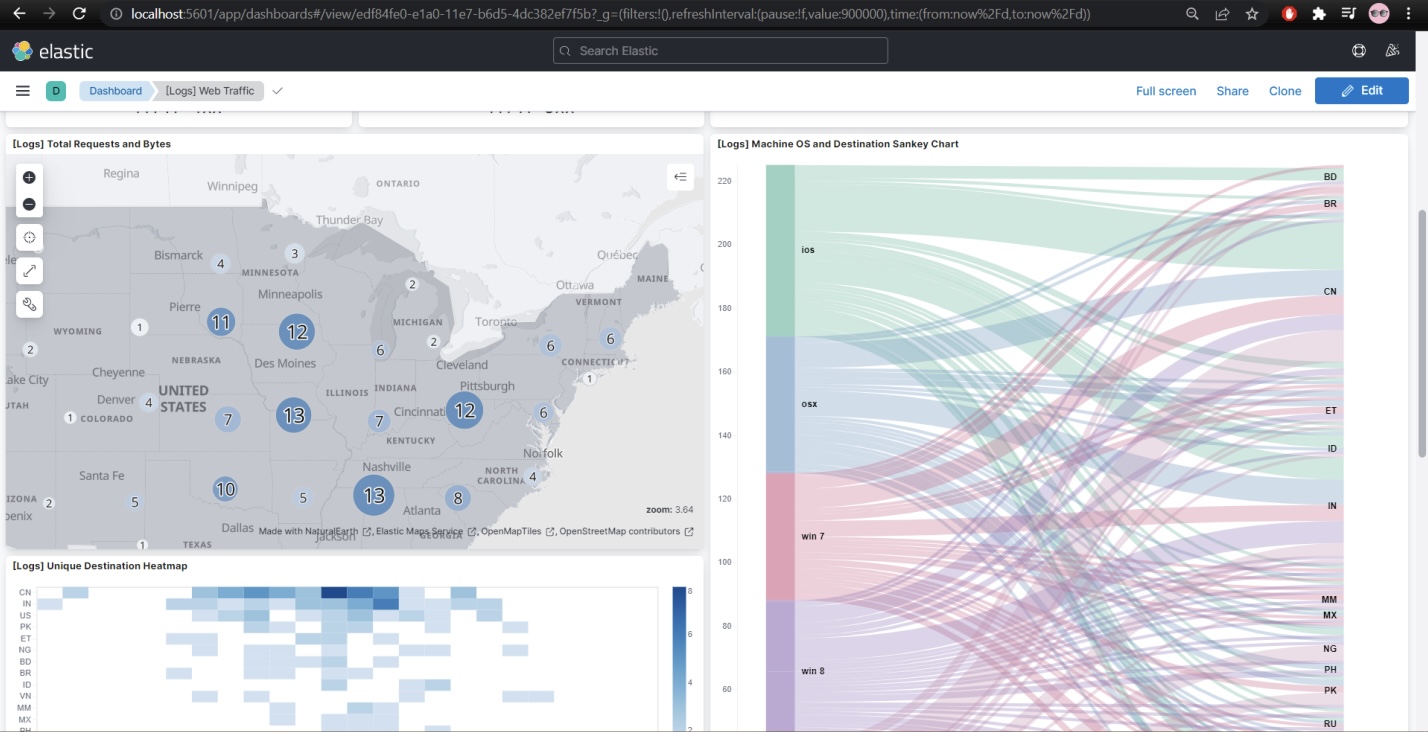 localhost:5601/app/dashboards#/view/edf84fe0-e1a0-11e7-b6d5-4dc382ef7f5b?_g=(filters:!(),refreshInterval:(pause:!f,value:900000),time:(from:now%2Fd,to:now%2Fd))
elastic
Search Elastic
D Dashboard [Logs] Web Traffic
Full screen Share Clone Edit
[Logs] Total Requests and Bytes
Regina
Winnipeg
ONTARIO
Thunder Bay
Québec
Bismarck
4
3
MINNESOTA
2
Ottawa
MAINE
Minneapolis
Pierre
11
12
VERMONT
WYOMING
1
MICHIGAN
Toronto
2
NEBRASKA
Des Moines
6
2
6
6
CONNECTICUT
Cleveland
1
ake City
Cheyenne
UTAH
Denver
4
UNITED
STATES
ILLINOIS
INDIANA
Pittsburgh
1
COLORADO
7
13
7
Cincinnati
12
6
KENTUCKY
Norfolk
Santa Fe
Nashville
NORTH
CAROLINA
4
IZONA
2
5
10
5
13
8
oenix
Atlanta
zoom: 3.64
Dallas
Jackson
GEORGIA
Made with NaturalEarth , Elastic Maps Service , OpenMapTiles , OpenStreetMap contributors
1
TEXAS
[Logs] Unique Destination Heatmap
CN
IN
US
PK
ET
NG
BD
BR
ID
VN
MM
MX
PH
8
6
4
2
[Logs] Machine OS and Destination Sankey Chart
220
200
180
160
140
120
100
80
60
ios
osx
win 7
win 8
BD
BR
CN
ET
ID
IN
MM
MX
NG
PH
PK
RU